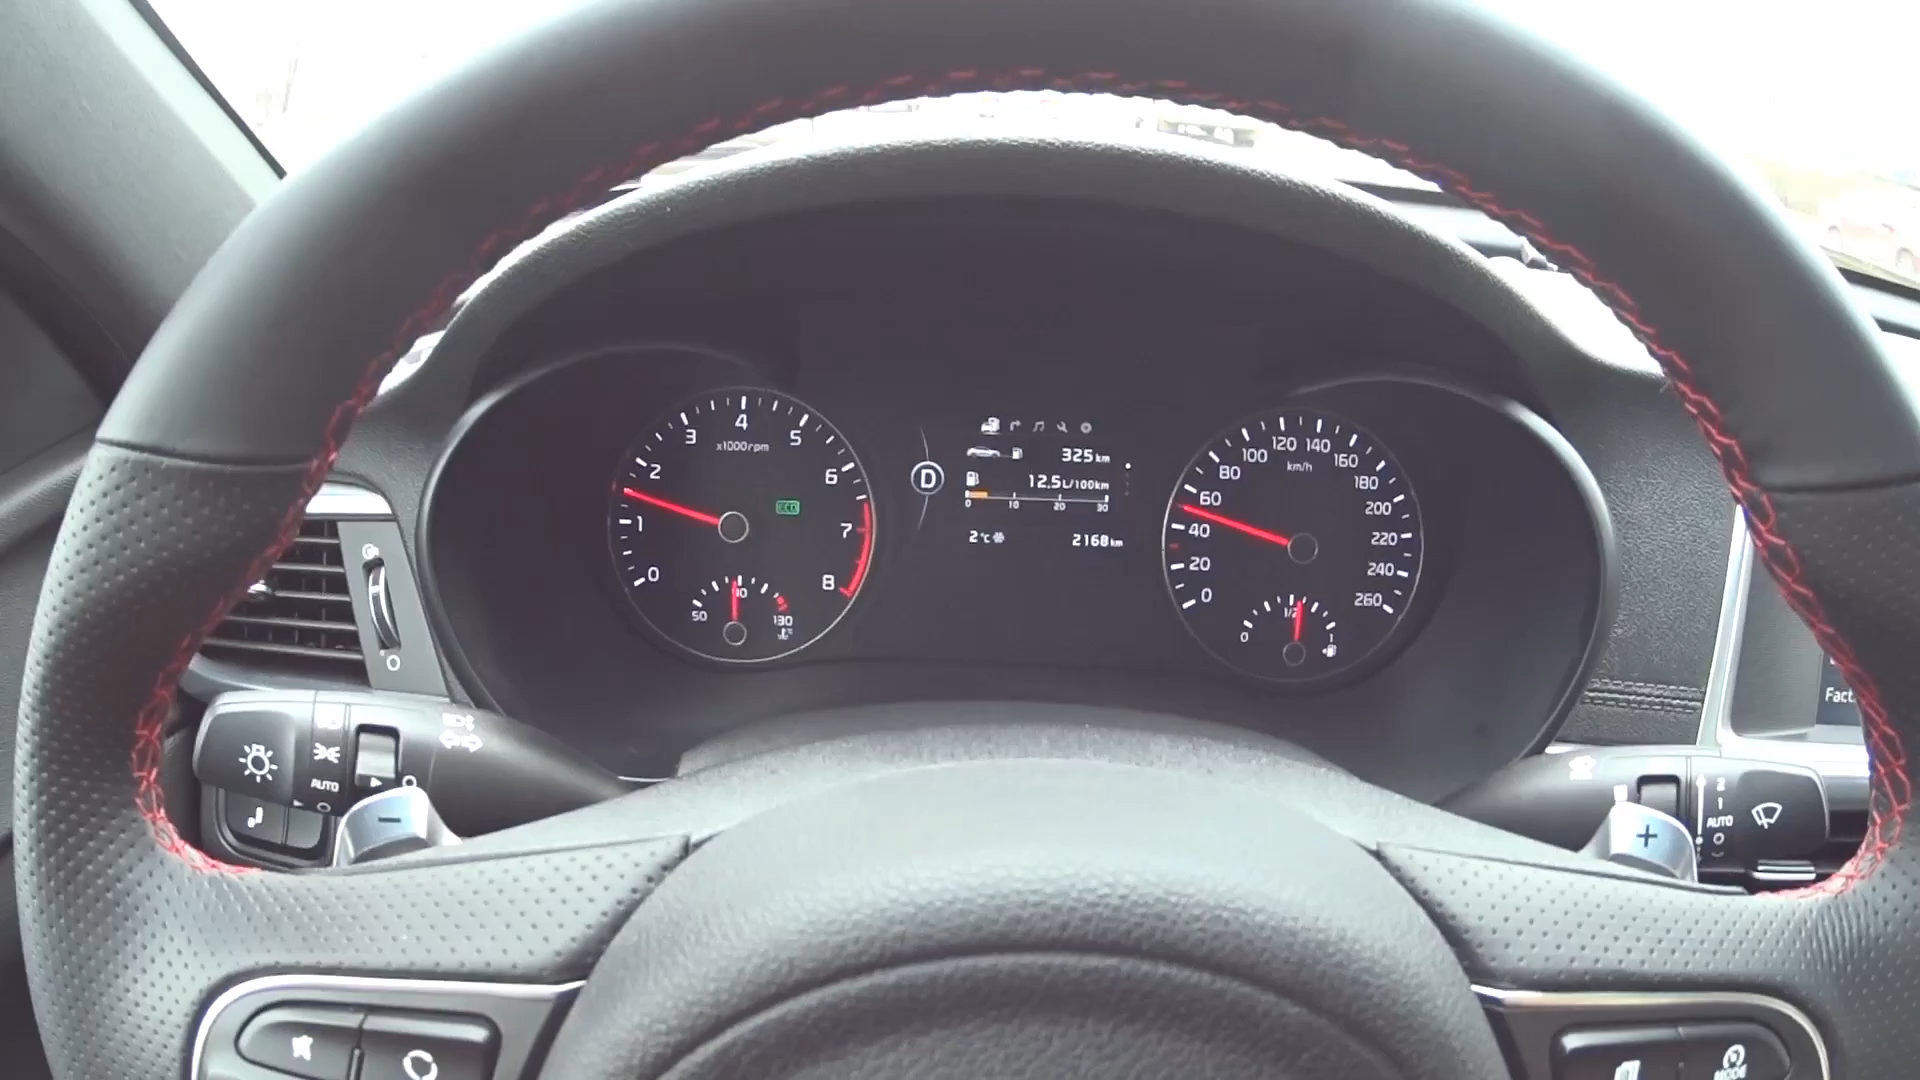 4
3
5
x1000rpm
2
6
ECO
1
7
0
8
50
130
°C
D
325 km
12.5 L/100km
0 10 20 30
2°C
2168 km
120 140
100
km/h
160
80
180
60
200
40
220
20
240
0
260
1/2
0
1
Fact
AUTO
−
2
1
AUTO
+
MODE